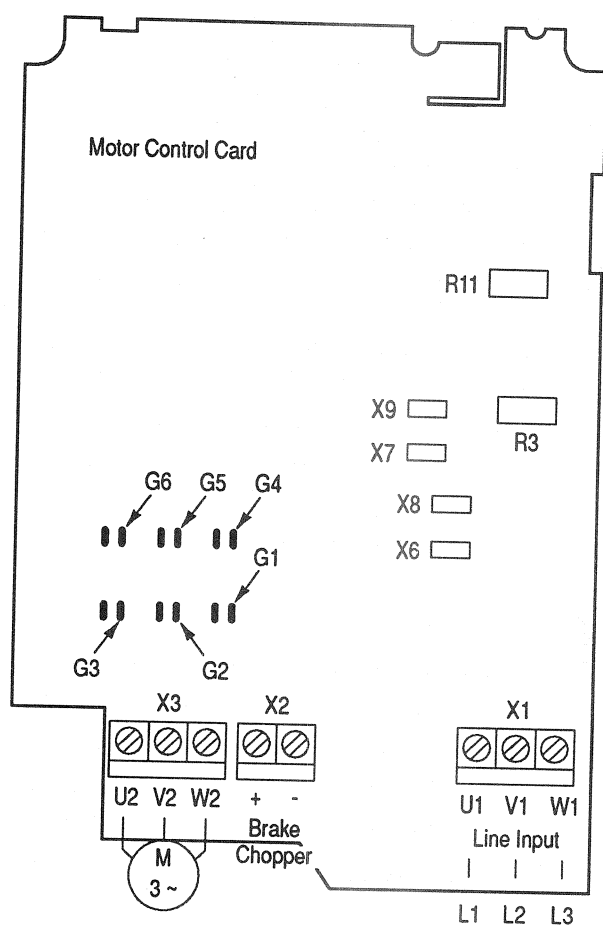 Motor Control Card
R11
X9
R3
X7
X8
X6
G6 G5 G4
G1
G3 G2
X3 X2 X1
U2 V2 W2 + - U1 V1 W1
Brake
Chopper
Line Input
M
3 ~
L1 L2 L3